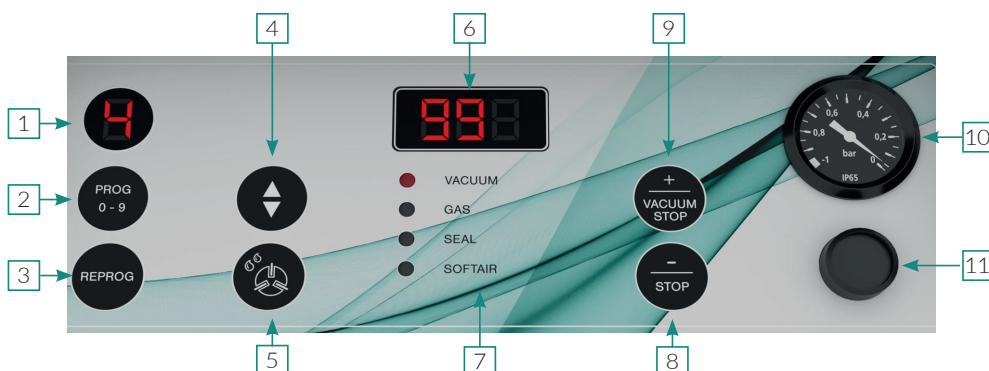 4
6
9
1
4
99
0,6
0,4
0,8
0,2
-1
bar
0
IP65
10
2
PROG
0 - 9
VACUUM
GAS
SEAL
SOFTAIR
+
VACUUM
STOP
3
REPROG
-
STOP
11
5
7
8